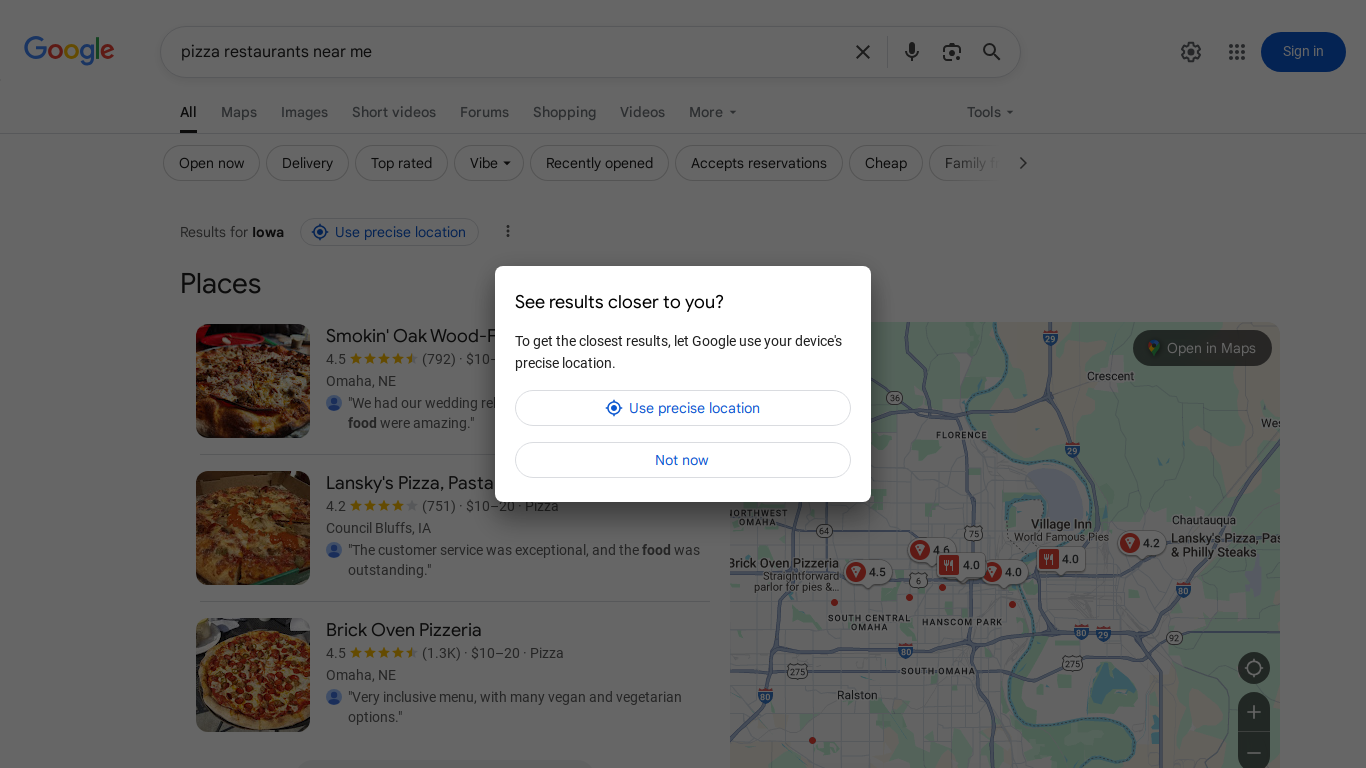 Google
pizza restaurants near me
Sign in
All
Maps
Images
Short videos
Forums
Shopping
Videos
More
Tools
Open now
Delivery
Top rated
Vibe
Recently opened
Accepts reservations
Cheap
Family
Results for Iowa
Use precise location
Places
See results closer to you?
To get the closest results, let Google use your device's
precise location.
Use precise location
Not now
Smokin' Oak Wood-
4.5 (792) · $10–
Omaha, NE
"We had our wedding
food were amazing."
Lansky's Pizza, Pasta
4.2 (751) · $10–20 · Pizza
Council Bluffs, IA
"The customer service was exceptional, and the food was
outstanding."
Brick Oven Pizzeria
4.5 (1.3K) · $10–20 · Pizza
Omaha, NE
"Very inclusive menu, with many vegan and vegetarian
options."
Open in Maps
29
Crescent
36
FLORENCE
29
NORTHWEST
OMAHA
64
75
Village Inn
World Famous Pies
Chautauqua
4.2
Lansky's Pizza, Pas
& Philly Steaks
4.6
4.0
4.0
4.0
Brick Oven Pizzeria
Straightforward
parlor for pies &...
4.5
6
80
SOUTH CENTRAL
OMAHA
HANSCOM PARK
80
29
92
80
275
SOUTH OMAHA
275
80
Ralston